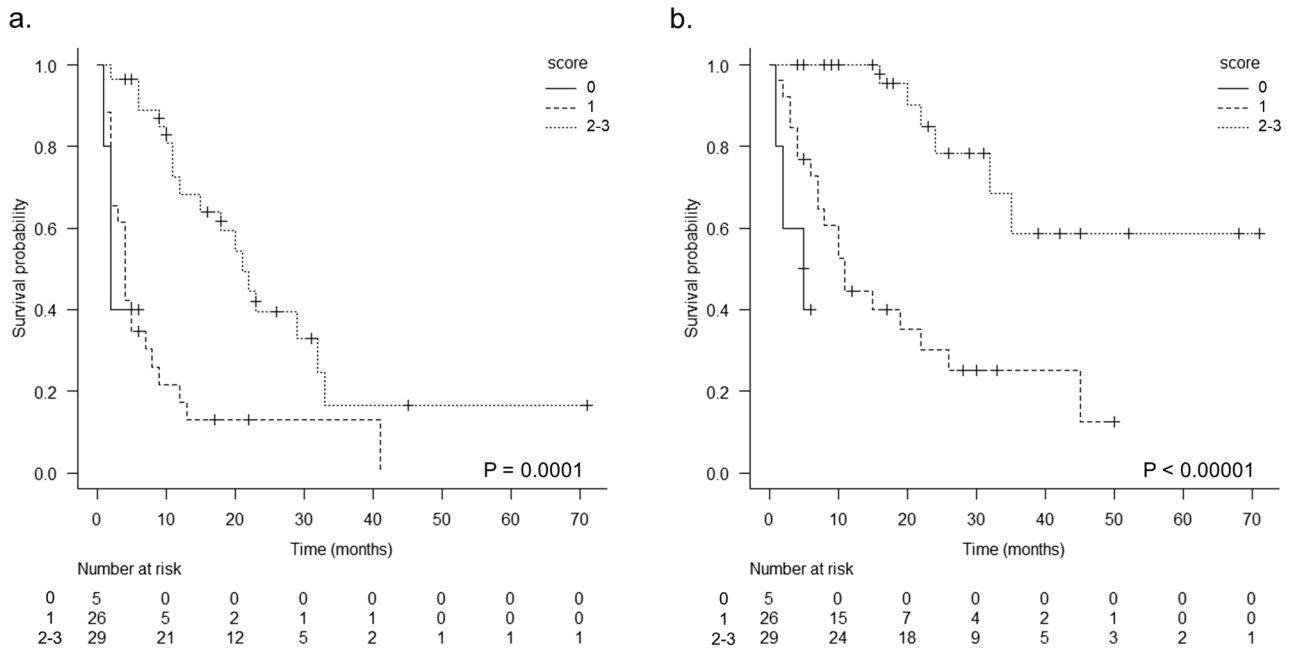 a.
score
0
1
2-3
1.0
0.8
0.6
0.4
0.2
0.0
Survival probability
P = 0.0001
0 10 20 30 40 50 60 70
Time (months)
Number at risk
0 5 0 0 0 0 0 0 0
1 26 5 2 1 1 0 0 0
2-3 29 21 12 5 2 1 1 1
b.
score
0
1
2-3
1.0
0.8
0.6
0.4
0.2
0.0
Survival probability
P < 0.00001
0 10 20 30 40 50 60 70
Time (months)
Number at risk
0 5 0 0 0 0 0 0 0
1 26 15 7 4 2 1 0 0
2-3 29 24 18 9 5 3 2 1